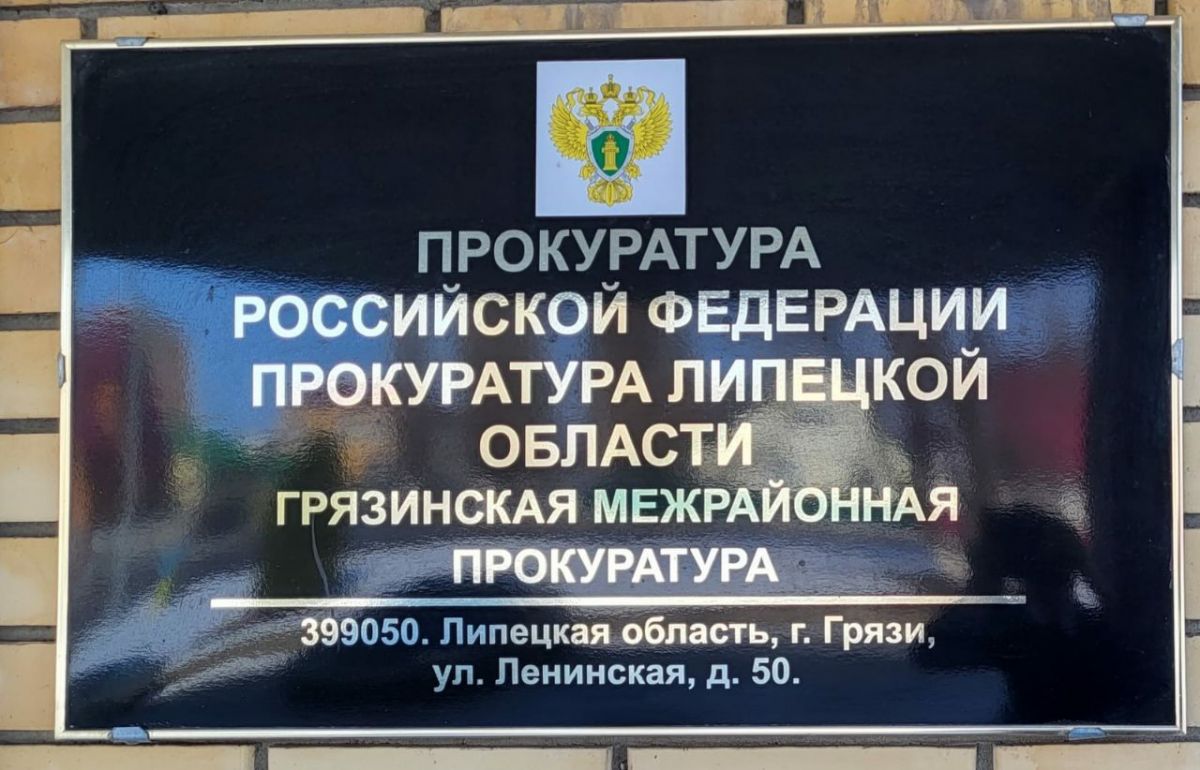 ПРОКУРАТУРА
РОССИЙСКОЙ ФЕДЕРАЦИИ
ПРОКУРАТУРА ЛИПЕЦКОЙ
ОБЛАСТИ
ГРЯЗИНСКАЯ МЕЖРАЙОННАЯ
ПРОКУРАТУРА
399050. Липецкая область, г. Грязи,
ул. Ленинская, д. 50.